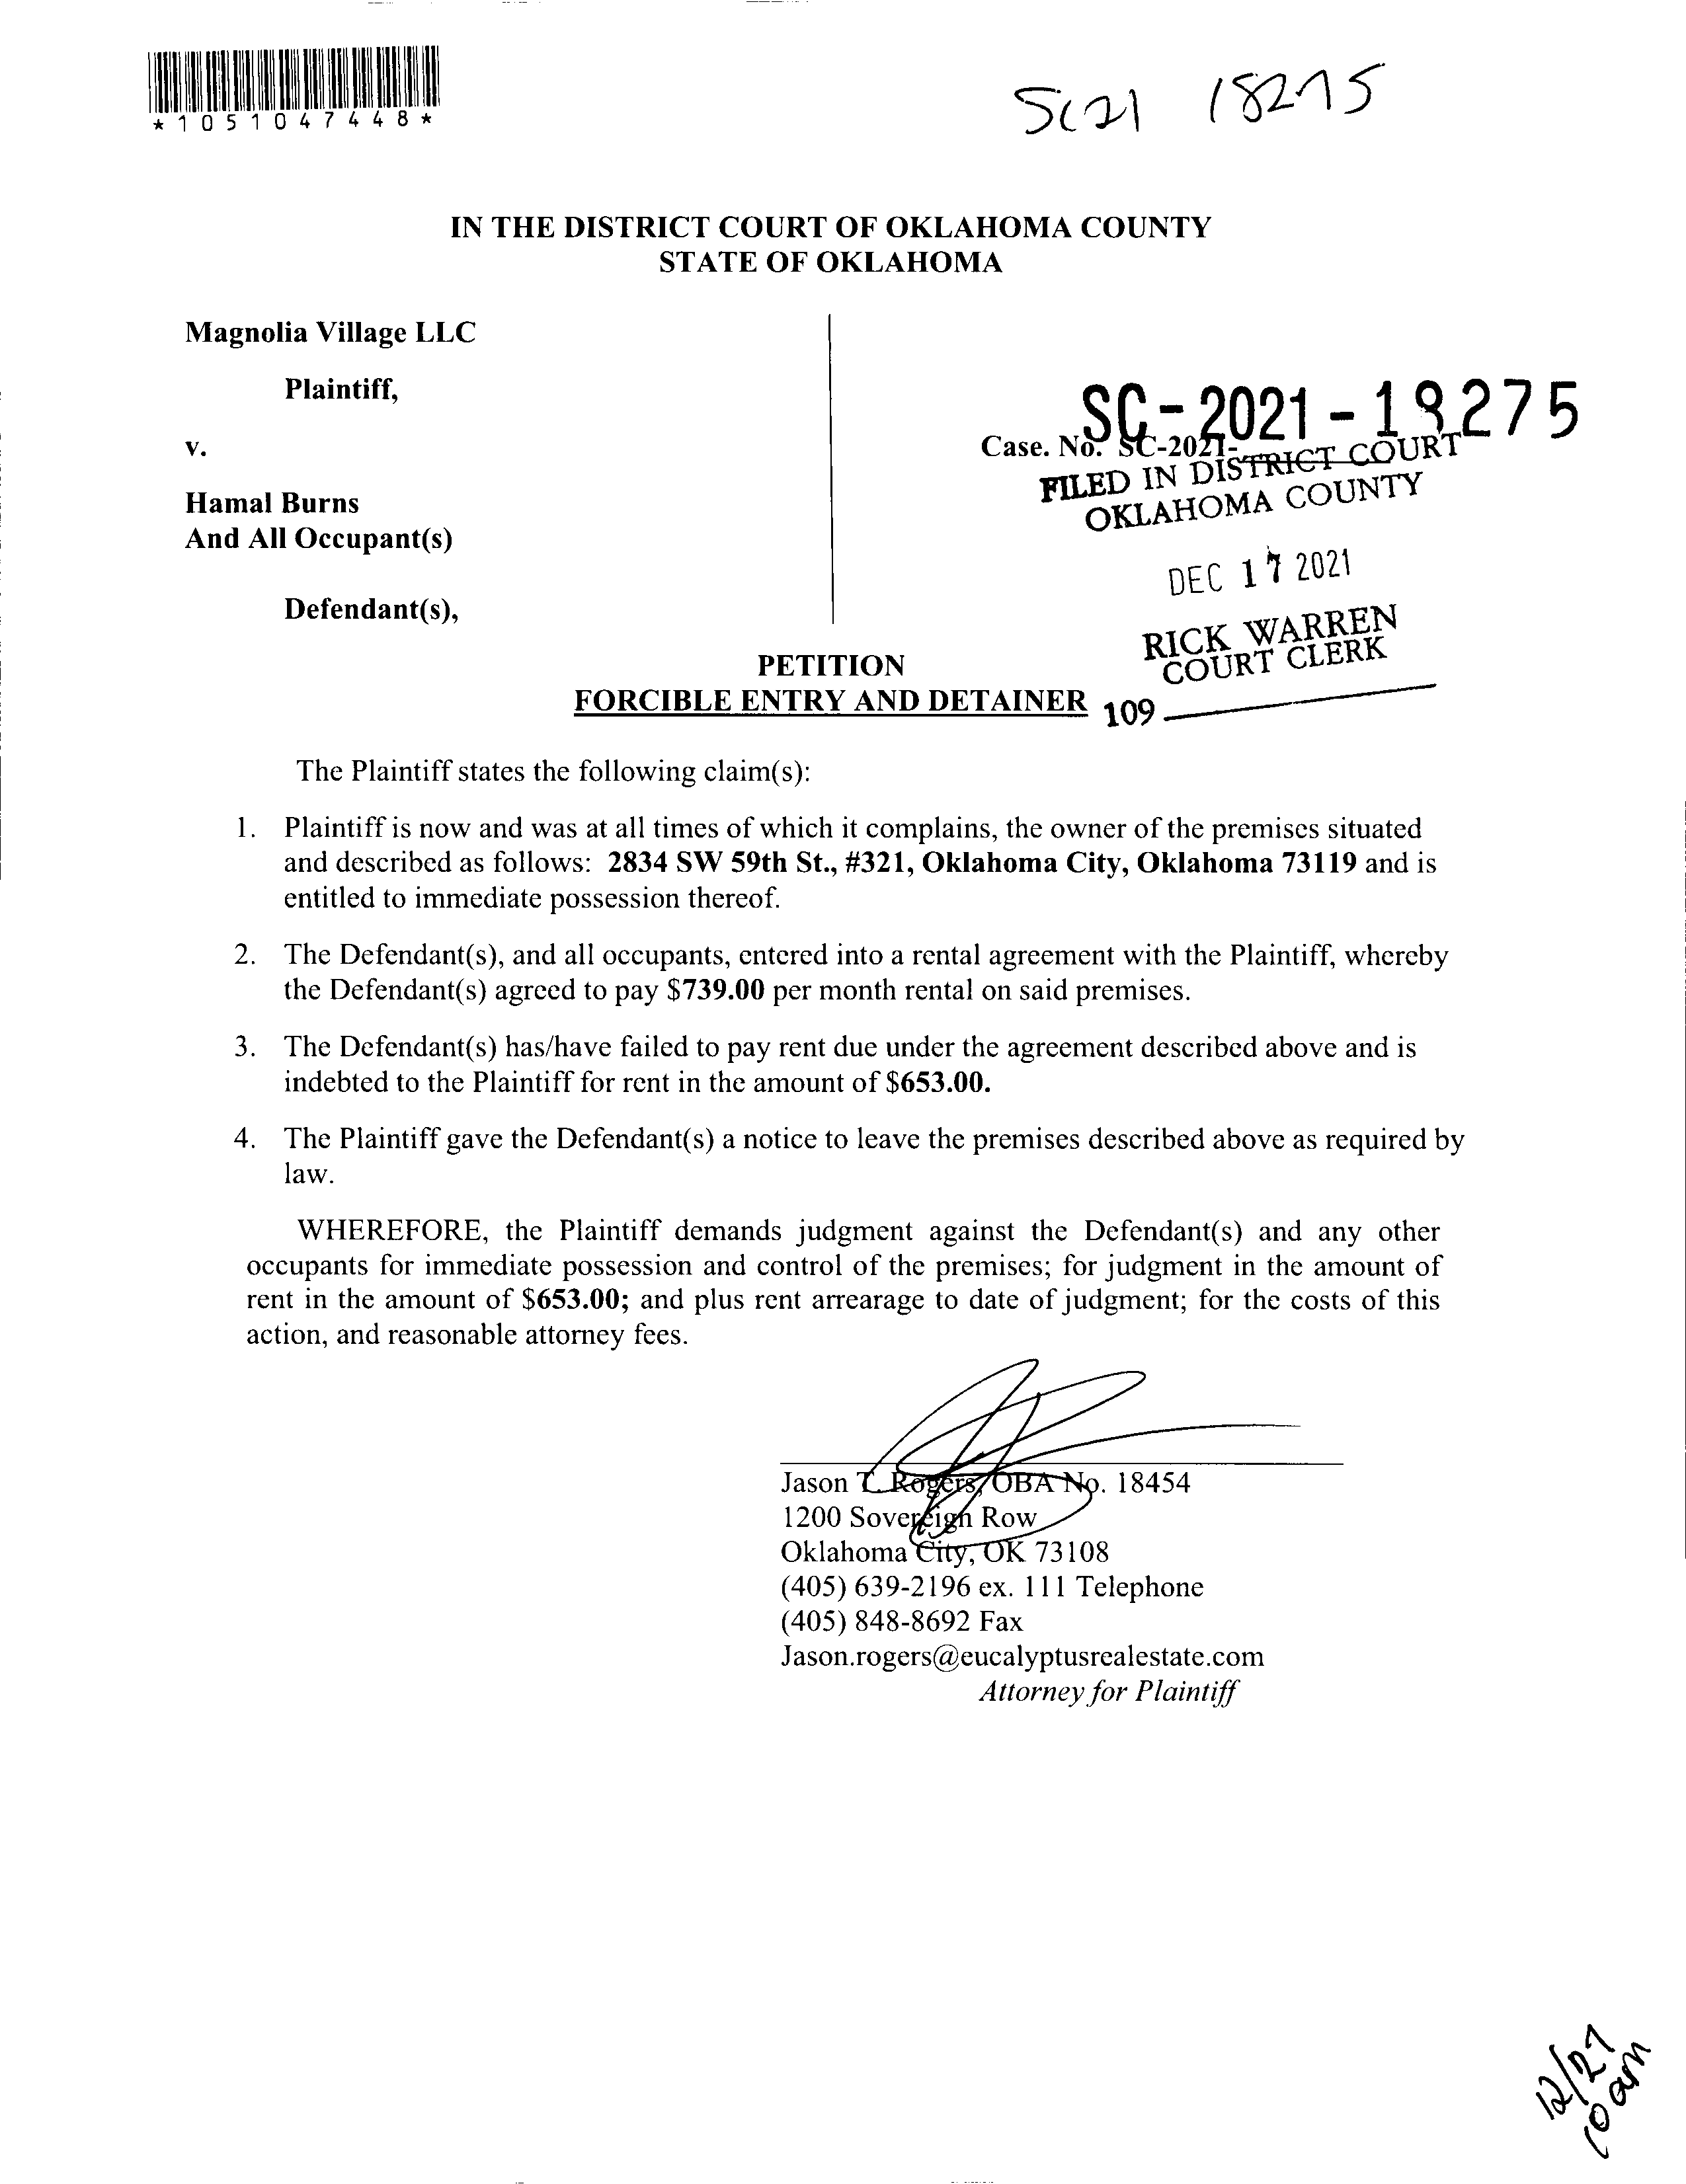 *1051047448*
SC21 18275
IN THE DISTRICT COURT OF OKLAHOMA COUNTY
STATE OF OKLAHOMA
Magnolia Village LLC
Plaintiff,
v.
Hamal Burns
And All Occupant(s)
Defendant(s),
SC-2021-18275
Case. No. SC-2021-
FILED IN DISTRICT COURT
OKLAHOMA COUNTY
DEC 17 2021
RICK WARREN
COURT CLERK
109
PETITION
FORCIBLE ENTRY AND DETAINER
The Plaintiff states the following claim(s):
1. Plaintiff is now and was at all times of which it complains, the owner of the premises situated
and described as follows: 2834 SW 59th St., #321, Oklahoma City, Oklahoma 73119 and is
entitled to immediate possession thereof.
2. The Defendant(s), and all occupants, entered into a rental agreement with the Plaintiff, whereby
the Defendant(s) agreed to pay $739.00 per month rental on said premises.
3. The Defendant(s) has/have failed to pay rent due under the agreement described above and is
indebted to the Plaintiff for rent in the amount of $653.00.
4. The Plaintiff gave the Defendant(s) a notice to leave the premises described above as required by
law.
WHEREFORE, the Plaintiff demands judgment against the Defendant(s) and any other
occupants for immediate possession and control of the premises; for judgment in the amount of
rent in the amount of $653.00; and plus rent arrearage to date of judgment; for the costs of this
action, and reasonable attorney fees.
Jason T. Rogers, OBA No. 18454
1200 Sovereign Row
Oklahoma City, OK 73108
(405) 639-2196 ex. 111 Telephone
(405) 848-8692 Fax
Jason.rogers@eucalyptusrealestate.com
Attorney for Plaintiff
12/27
10am